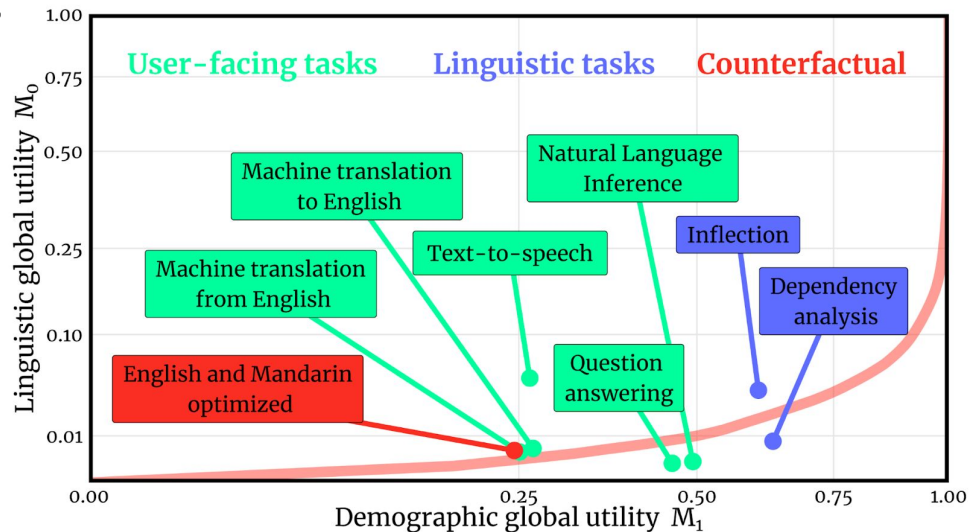 1.00
User-facing tasks Linguistic tasks Counterfactual
0.75
Linguistic global utility M₀
0.50
Natural Language
Inference
Machine translation
to English
Inflection
Text-to-speech
0.25
Machine translation
from English
Dependency
analysis
0.10
English and Mandarin
optimized
Question
answering
0.01
0.00 0.25 0.50 0.75 1.00
Demographic global utility M₁